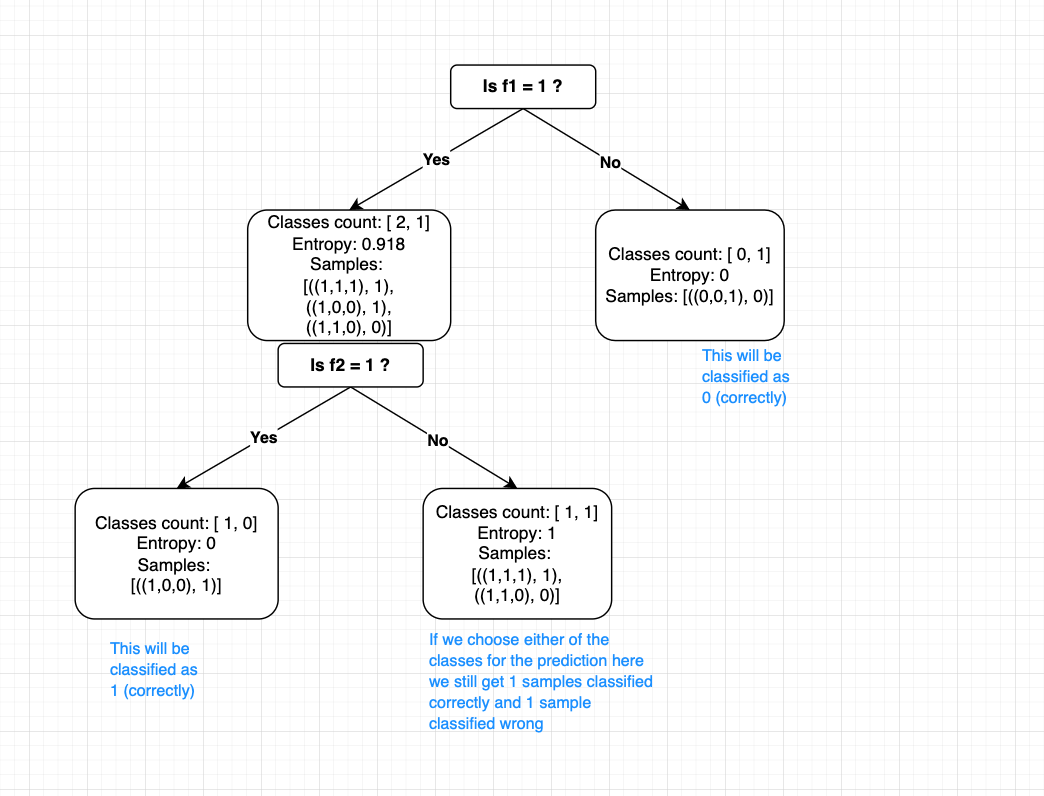 Is f1 = 1 ?
Yes
No
Classes count: [ 2, 1]
Entropy: 0.918
Samples:
[((1,1,1), 1),
((1,0,0), 1),
((1,1,0), 0)]
Classes count: [ 0, 1]
Entropy: 0
Samples: [((0,0,1), 0)]
This will be
classified as
0 (correctly)
Is f2 = 1 ?
Yes
No
Classes count: [ 1, 0]
Entropy: 0
Samples:
[((1,0,0), 1)]
Classes count: [ 1, 1]
Entropy: 1
Samples:
[((1,1,1), 1),
((1,1,0), 0)]
This will be
classified as
1 (correctly)
If we choose either of the
classes for the prediction here
we still get 1 samples classified
correctly and 1 sample
classified wrong